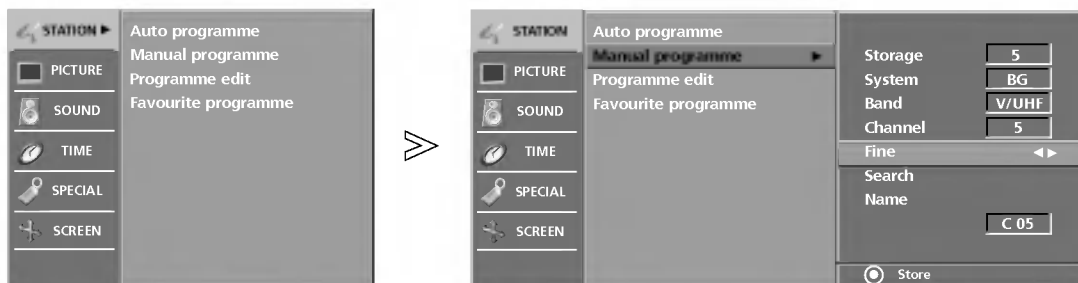 STATION
PICTURE
SOUND
TIME
SPECIAL
SCREEN
Auto programme
Manual programme
Programme edit
Favourite programme
STATION
PICTURE
SOUND
TIME
SPECIAL
SCREEN
Auto programme
Manual programme
Programme edit
Favourite programme
Storage 5
System BG
Band V/UHF
Channel 5
Fine
Search
Name
C 05
Store